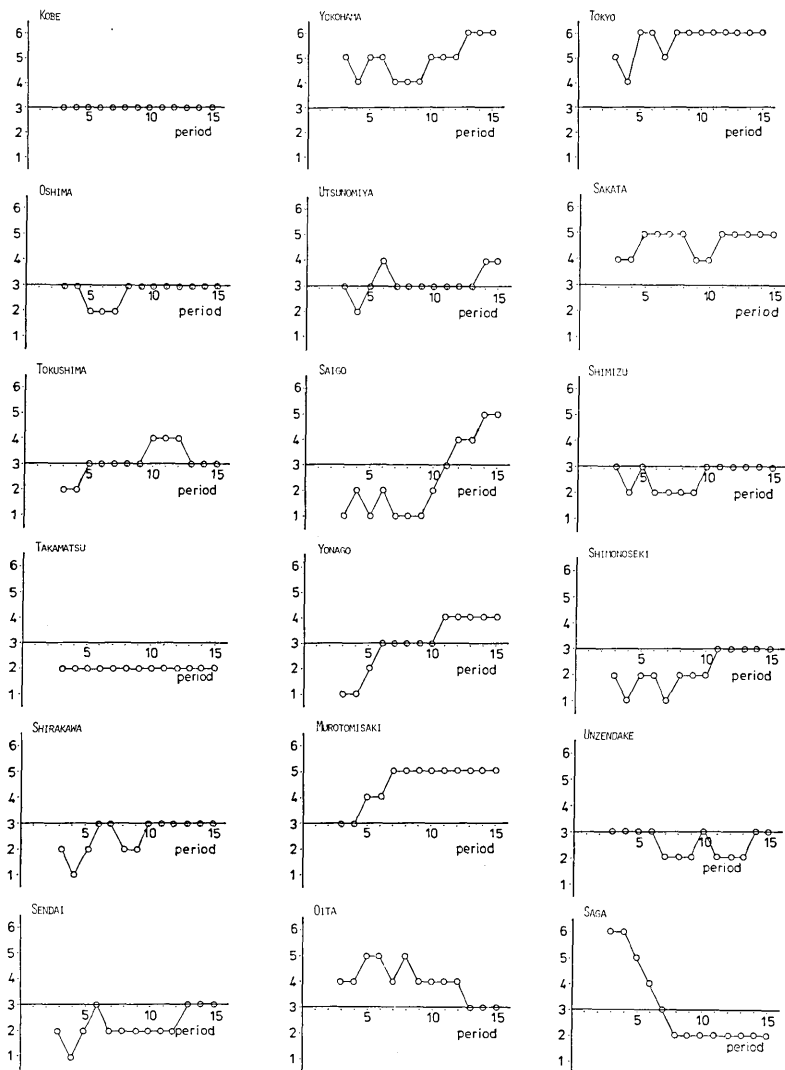 KOBE
6
5
4
3
2
1
5 10 15
period
YOKOHAMA
6
5
4
3
2
1
5 10 15
period
TOKYO
6
5
4
3
2
1
5 10 15
period
OSHIMA
6
5
4
3
2
1
5 10 15
period
UTSUNOMIYA
6
5
4
3
2
1
5 10 15
period
SAKATA
6
5
4
3
2
1
5 10 15
period
TOKUSHIMA
6
5
4
3
2
1
5 10 15
period
SAIGO
6
5
4
3
2
1
5 10 15
period
SHIMIZU
6
5
4
3
2
1
5 10 15
period
TAKAMATSU
6
5
4
3
2
1
5 10 15
period
YONAGO
6
5
4
3
2
1
5 10 15
period
SHIMONOSEKI
6
5
4
3
2
1
5 10 15
period
SHIRAKAWA
6
5
4
3
2
1
5 10 15
period
MUROTOMISAKI
6
5
4
3
2
1
5 10 15
period
UNZENDAKE
6
5
4
3
2
1
5 10 15
period
SENDAI
6
5
4
3
2
1
5 10 15
period
OITA
6
5
4
3
2
1
5 10 15
period
SAGA
6
5
4
3
2
1
5 10 15
period